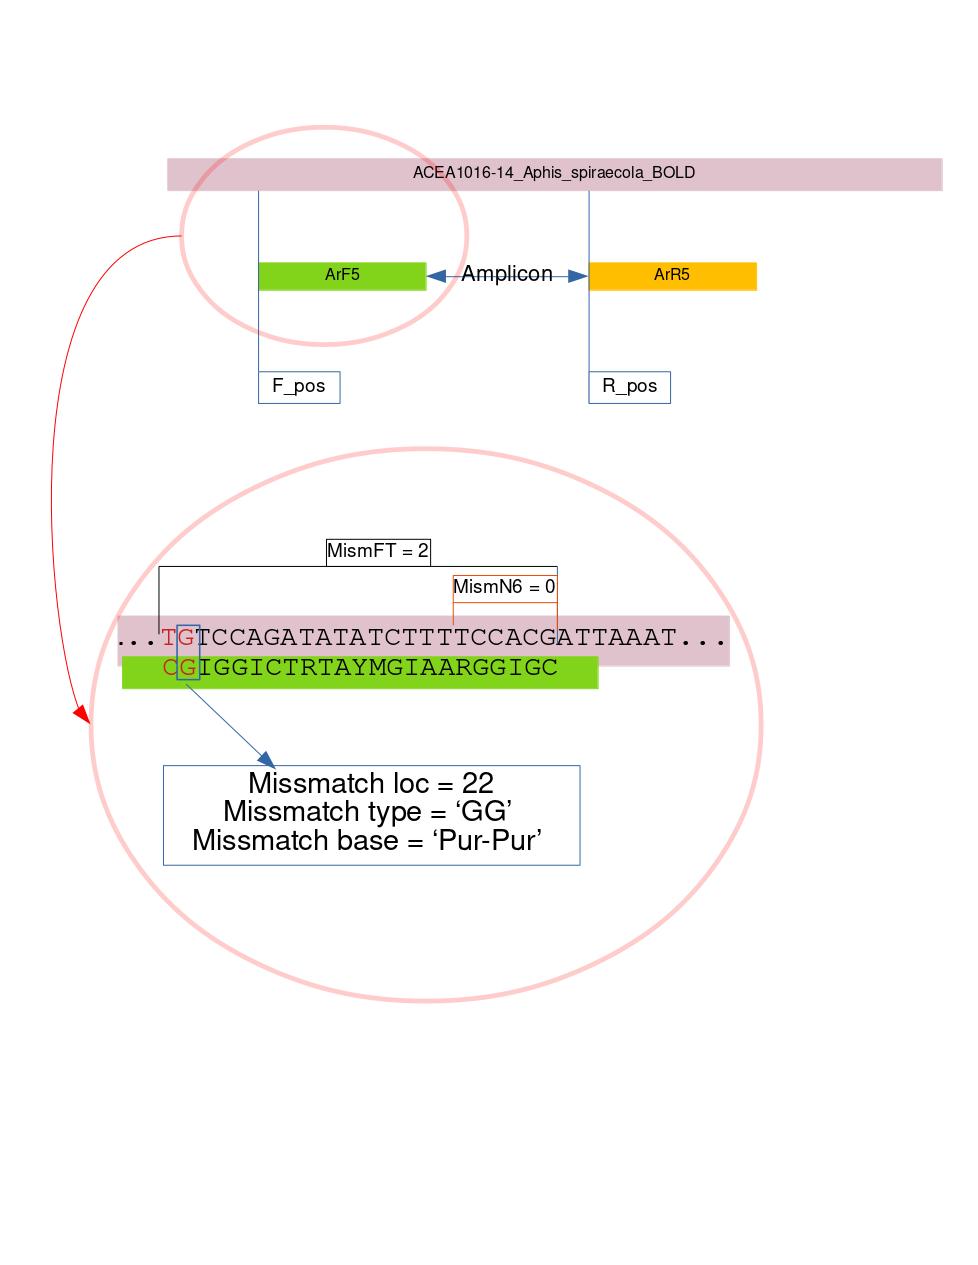 ACEA1016-14_Aphis_spiraecola_BOLD
ArF5
Amplicon
ArR5
F_pos
R_pos
MismFT = 2
MismN6 = 0
...TGTCCAGATATATCTTTTCCACGATTAAAT...
CGIGGICTRTAYMGIAARGGIGC
Missmatch loc = 22
Missmatch type = ‘GG’
Missmatch base = ‘Pur-Pur’